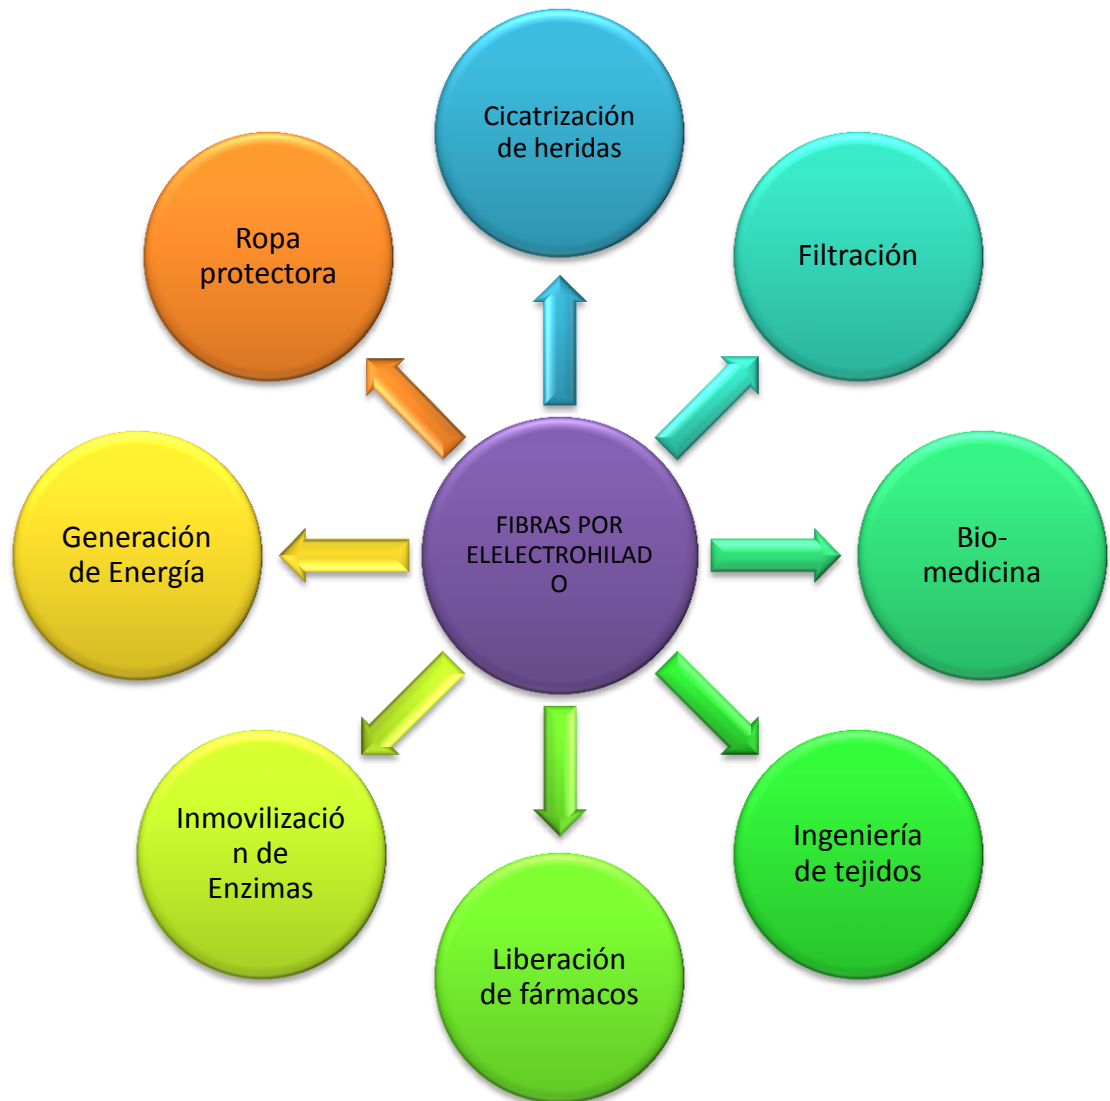 Cicatrización
de heridas
Ropa
protectora
Filtración
Generación
de Energía
FIBRAS POR
ELELECTROHILAD
O
Bio-
medicina
Inmovilizació
n de
Enzimas
Ingeniería
de tejidos
Liberación
de fármacos